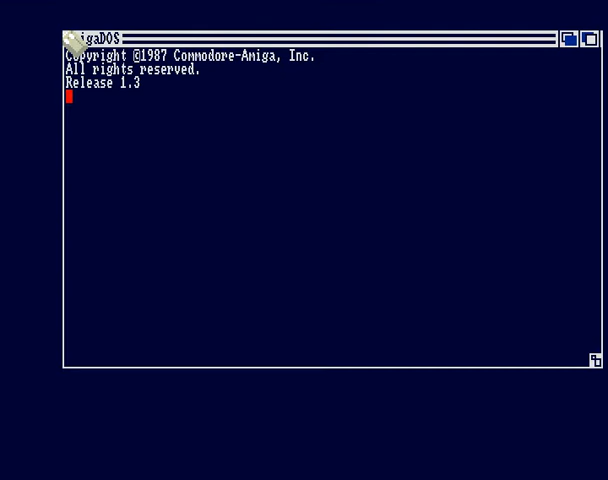 igaDOS
Copyright ©1987 Commodore-Amiga, Inc.
All rights reserved.
Release 1.3